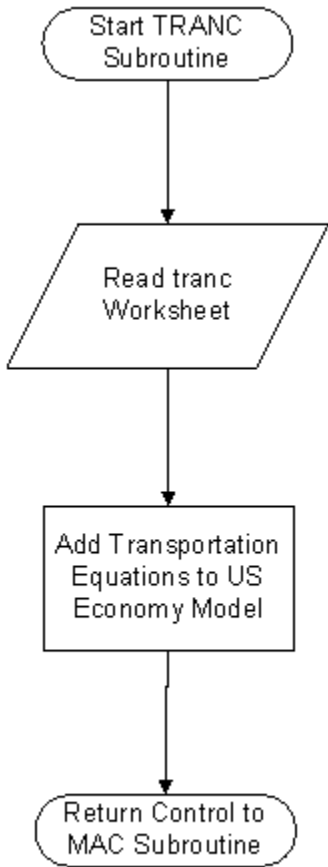 Start TRANC
Subroutine
Read tranc
Worksheet
Add Transportation
Equations to US
Economy Model
Return Control to
MAC Subroutine